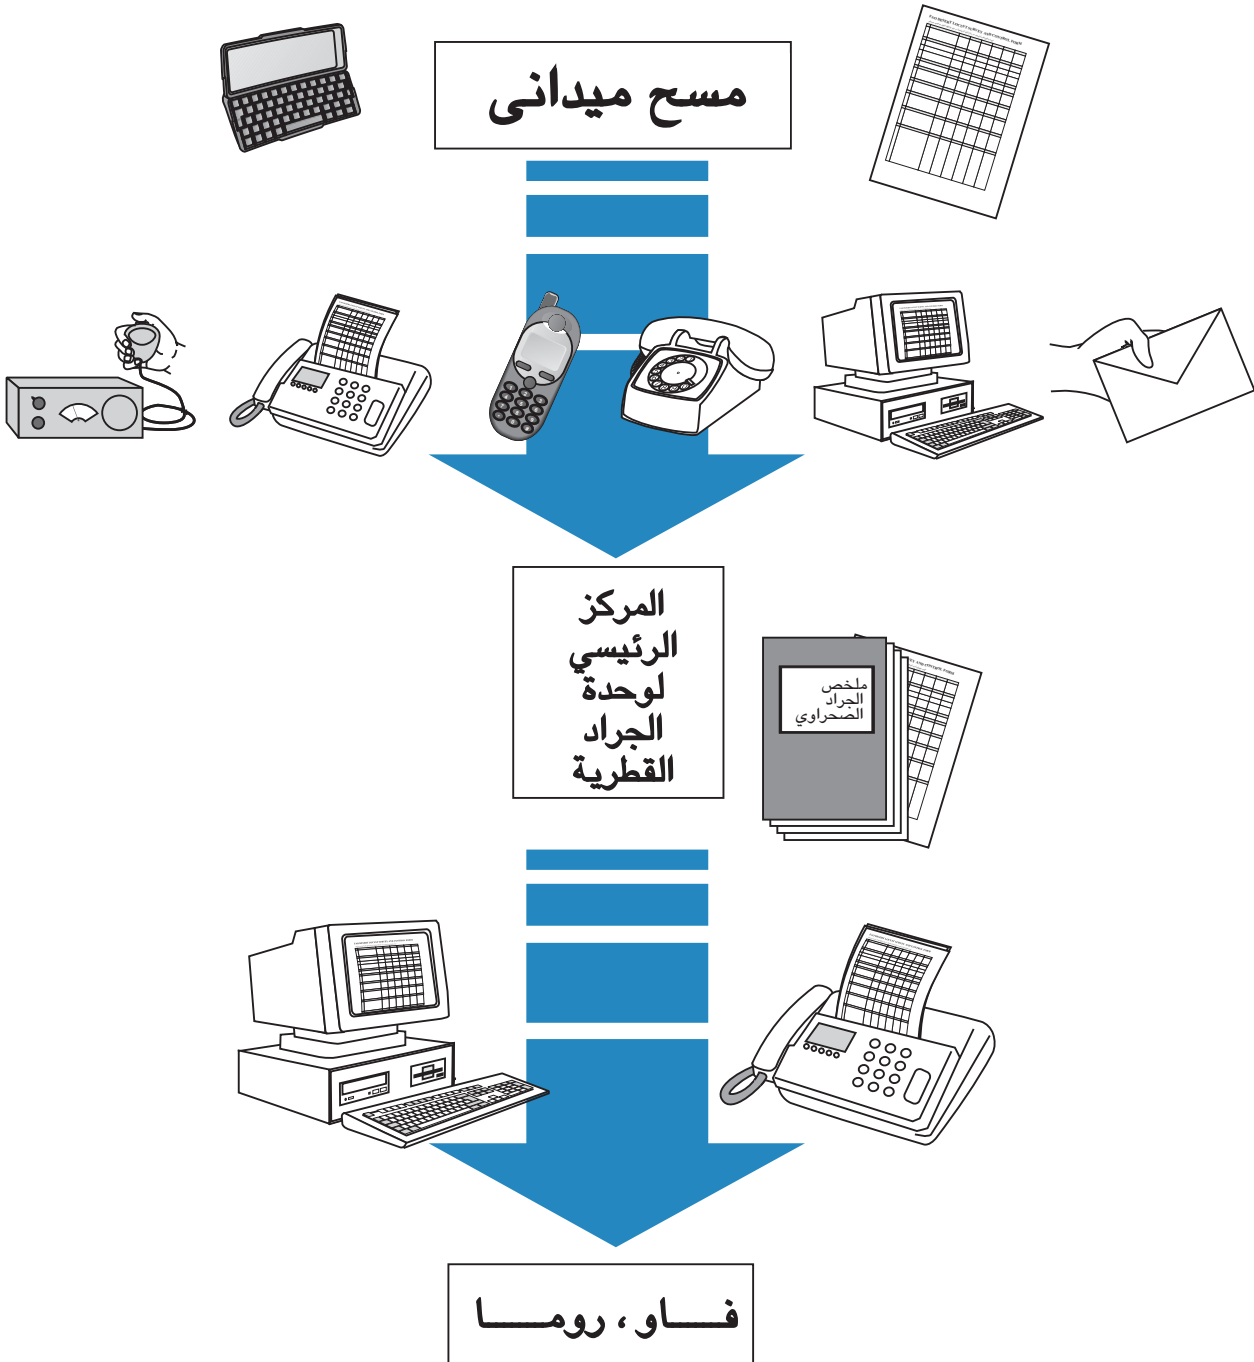 مسح ميدانى
المركز
الرئيسي
لوحدة
الجراد
القطرية
ملخص
الجراد
الصحراوي
فـــاو ، رومـــا